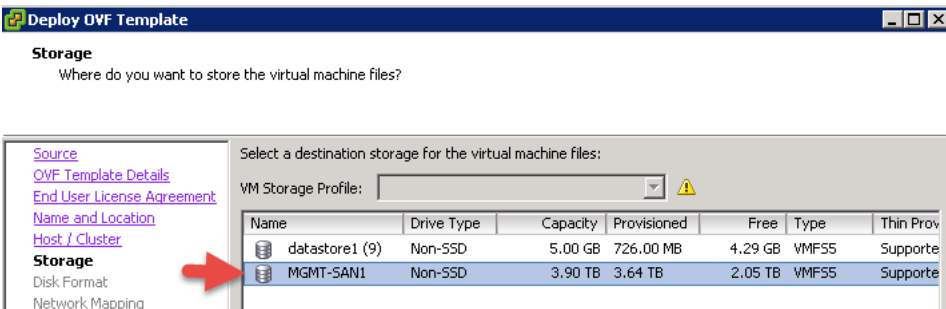 Deploy OVF Template
Storage
Where do you want to store the virtual machine files?
Source
OVF Template Details
End User License Agreement
Name and Location
Host / Cluster
Storage
Disk Format
Network Mapping
Select a destination storage for the virtual machine files:
VM Storage Profile:
Name Drive Type Capacity Provisioned Free Type Thin Prov
datastore1 (9) Non-SSD 5.00 GB 726.00 MB 4.29 GB VMFS5 Supporte
MGMT-SAN1 Non-SSD 3.90 TB 3.64 TB 2.05 TB VMFS5 Supporte